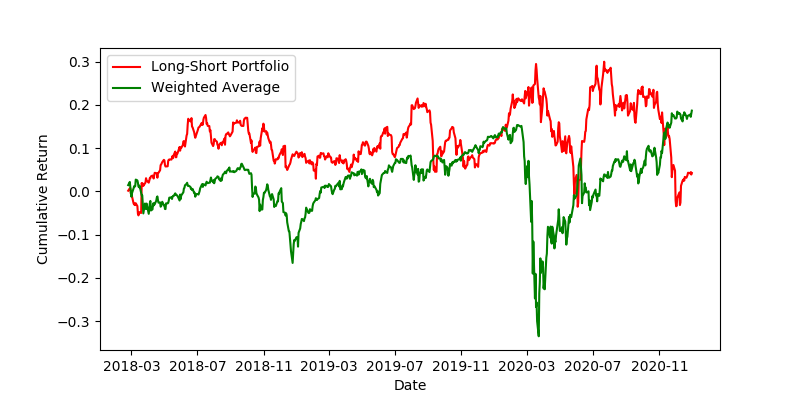 Long-Short Portfolio
Weighted Average
0.3
0.2
0.1
0.0
−0.1
−0.2
−0.3
Cumulative Return
2018-03 2018-07 2018-11 2019-03 2019-07 2019-11 2020-03 2020-07 2020-11
Date